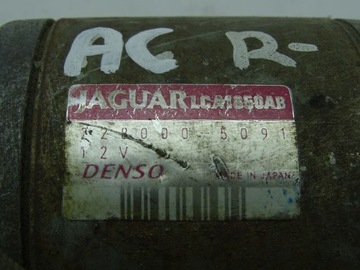 AC R-
JAGUAR LCA1850AB
228000-5091
12V
DENSO MADE IN JAPAN